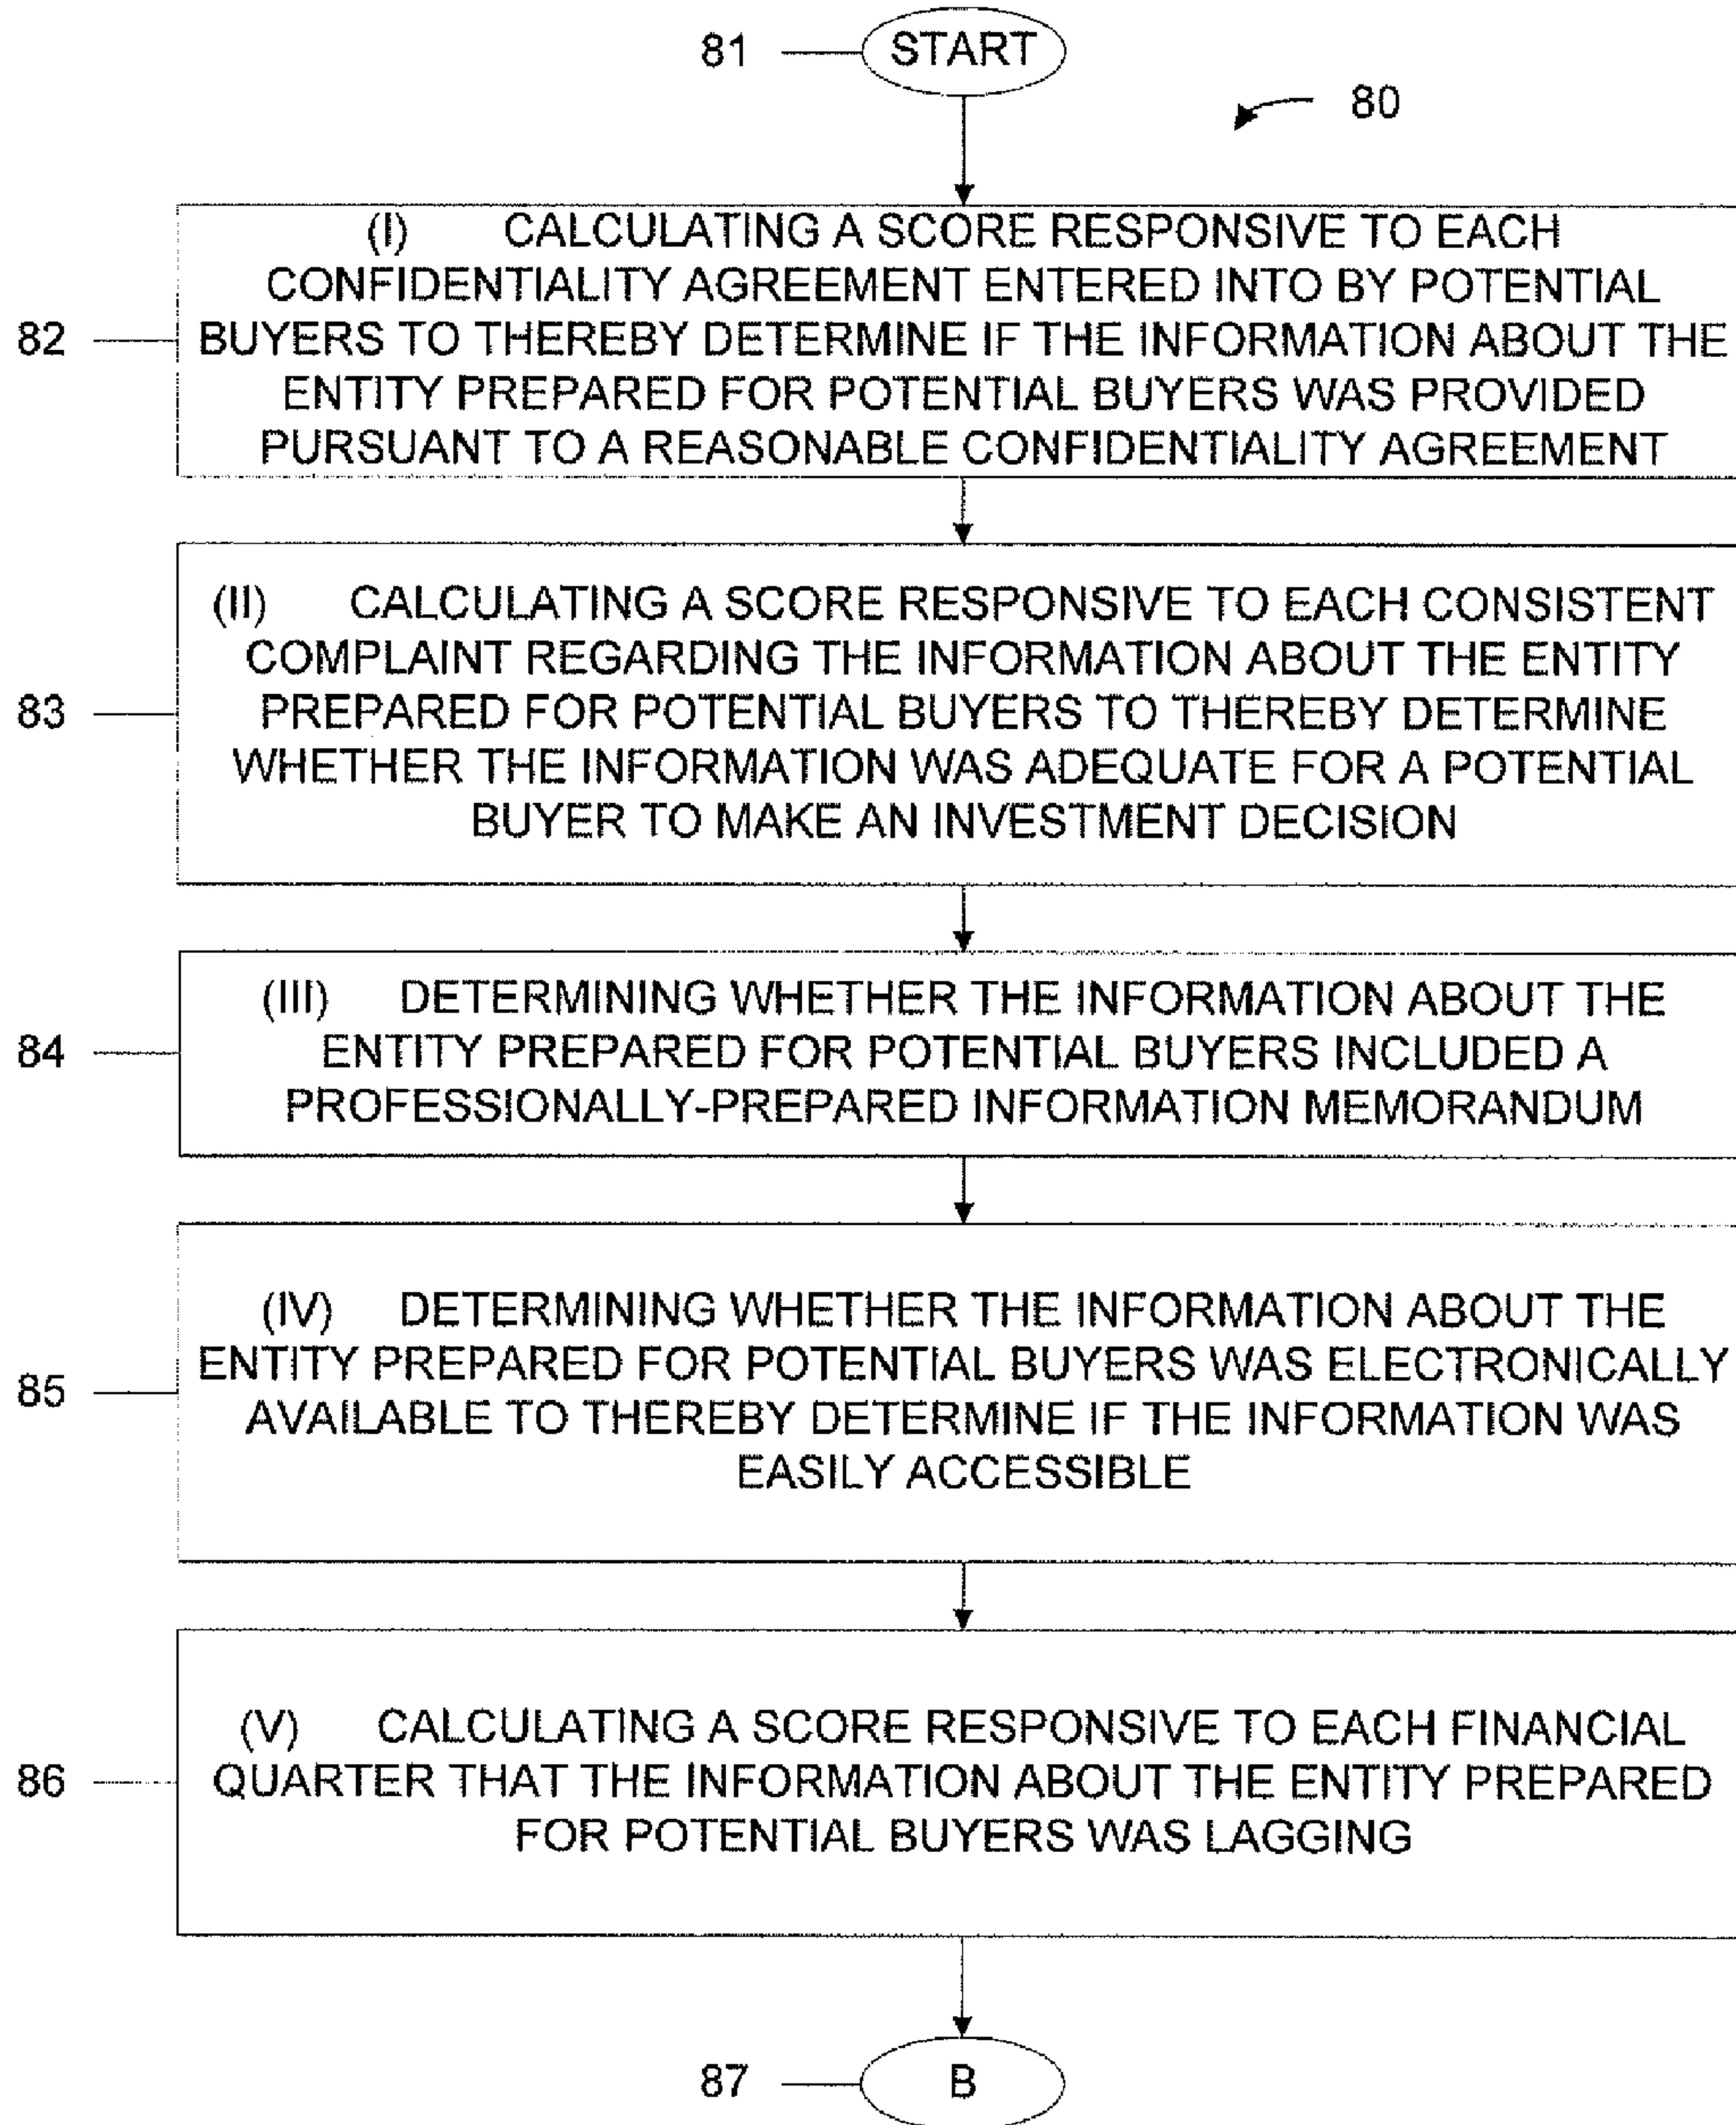 81 START
80
(I) CALCULATING A SCORE RESPONSIVE TO EACH
CONFIDENTIALITY AGREEMENT ENTERED INTO BY POTENTIAL
82 BUYERS TO THEREBY DETERMINE IF THE INFORMATION ABOUT THE
ENTITY PREPARED FOR POTENTIAL BUYERS WAS PROVIDED
PURSUANT TO A REASONABLE CONFIDENTIALITY AGREEMENT
(II) CALCULATING A SCORE RESPONSIVE TO EACH CONSISTENT
COMPLAINT REGARDING THE INFORMATION ABOUT THE ENTITY
83 PREPARED FOR POTENTIAL BUYERS TO THEREBY DETERMINE
WHETHER THE INFORMATION WAS ADEQUATE FOR A POTENTIAL
BUYER TO MAKE AN INVESTMENT DECISION
(III) DETERMINING WHETHER THE INFORMATION ABOUT THE
84 ENTITY PREPARED FOR POTENTIAL BUYERS INCLUDED A
PROFESSIONALLY-PREPARED INFORMATION MEMORANDUM
(IV) DETERMINING WHETHER THE INFORMATION ABOUT THE
ENTITY PREPARED FOR POTENTIAL BUYERS WAS ELECTRONICALLY
85 AVAILABLE TO THEREBY DETERMINE IF THE INFORMATION WAS
EASILY ACCESSIBLE
(V) CALCULATING A SCORE RESPONSIVE TO EACH FINANCIAL
86 QUARTER THAT THE INFORMATION ABOUT THE ENTITY PREPARED
FOR POTENTIAL BUYERS WAS LAGGING
87 B